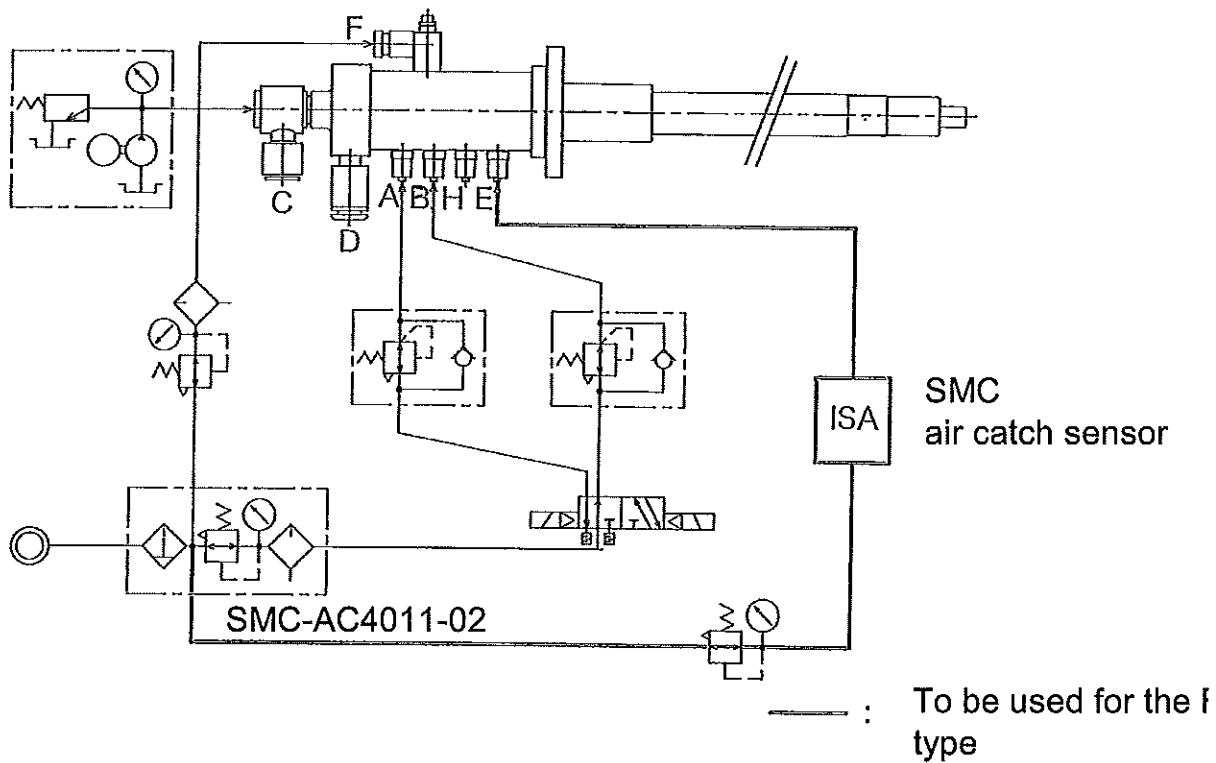 F
C
D
A
B
H
E
ISA
SMC
air catch sensor
SMC-AC4011-02
: To be used for the
type